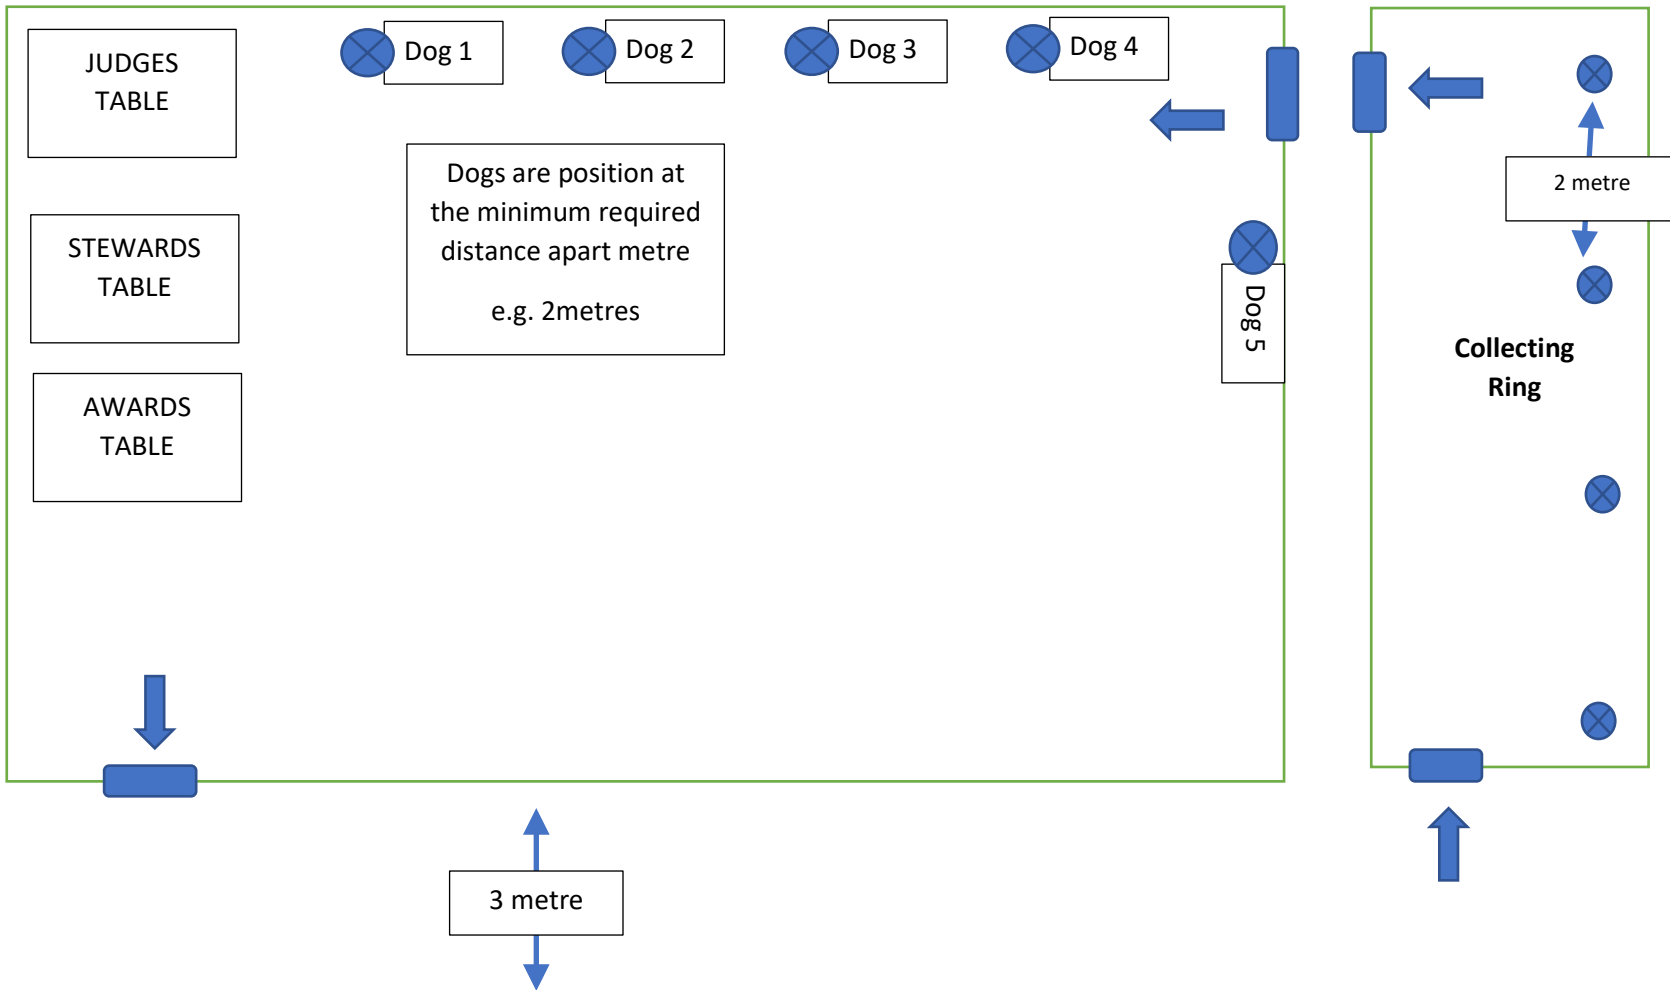 JUDGES
TABLE
Dog 1
Dog 2
Dog 3
Dog 4
Dogs are position at
the minimum required
distance apart metre
e.g. 2metres
STEWARDS
TABLE
AWARDS
TABLE
Dog 5
2 metre
Collecting
Ring
3 metre